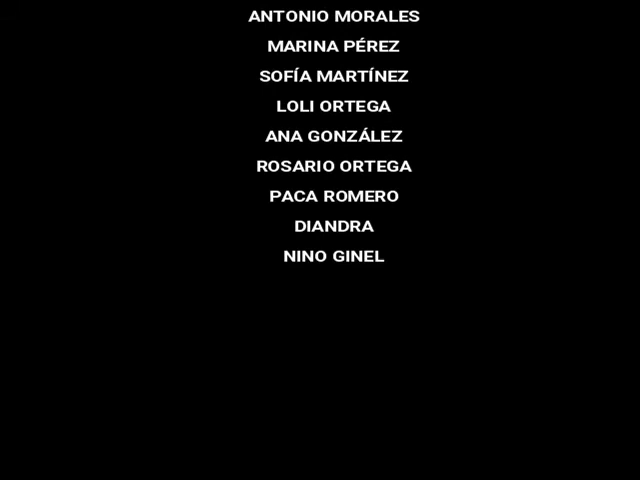 ANTONIO MORALES
MARINA PÉREZ
SOFÍA MARTÍNEZ
LOLI ORTEGA
ANA GONZÁLEZ
ROSARIO ORTEGA
PACA ROMERO
DIANDRA
NINO GINEL